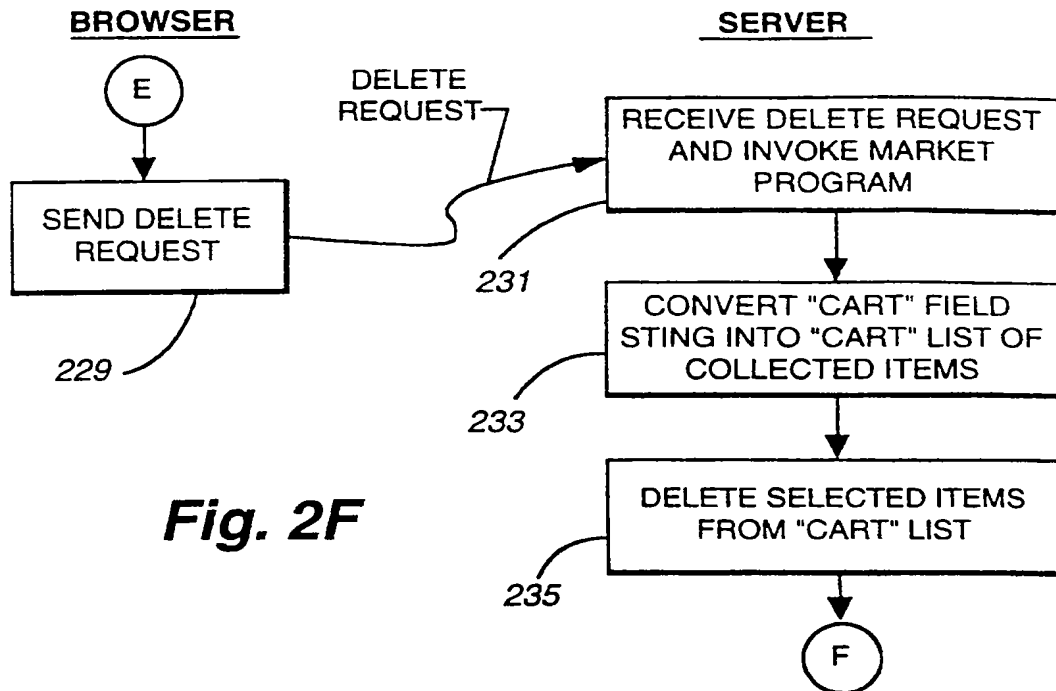 BROWSER
SERVER
E
DELETE
REQUEST
SEND DELETE
REQUEST
229
RECEIVE DELETE REQUEST
AND INVOKE MARKET
PROGRAM
231
CONVERT "CART" FIELD
STING INTO "CART" LIST OF
COLLECTED ITEMS
233
DELETE SELECTED ITEMS
FROM "CART" LIST
235
F
Fig. 2F